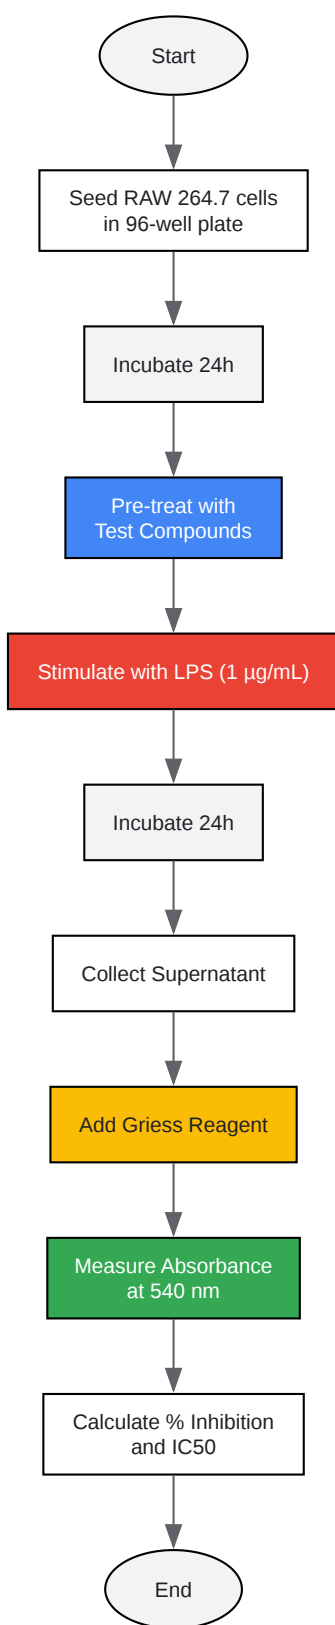 Start
Seed RAW 264.7 cells
in 96-well plate
Incubate 24h
Pre-treat with
Test Compounds
Stimulate with LPS (1 µg/mL)
Incubate 24h
Collect Supernatant
Add Griess Reagent
Measure Absorbance
at 540 nm
Calculate % Inhibition
and IC50
End